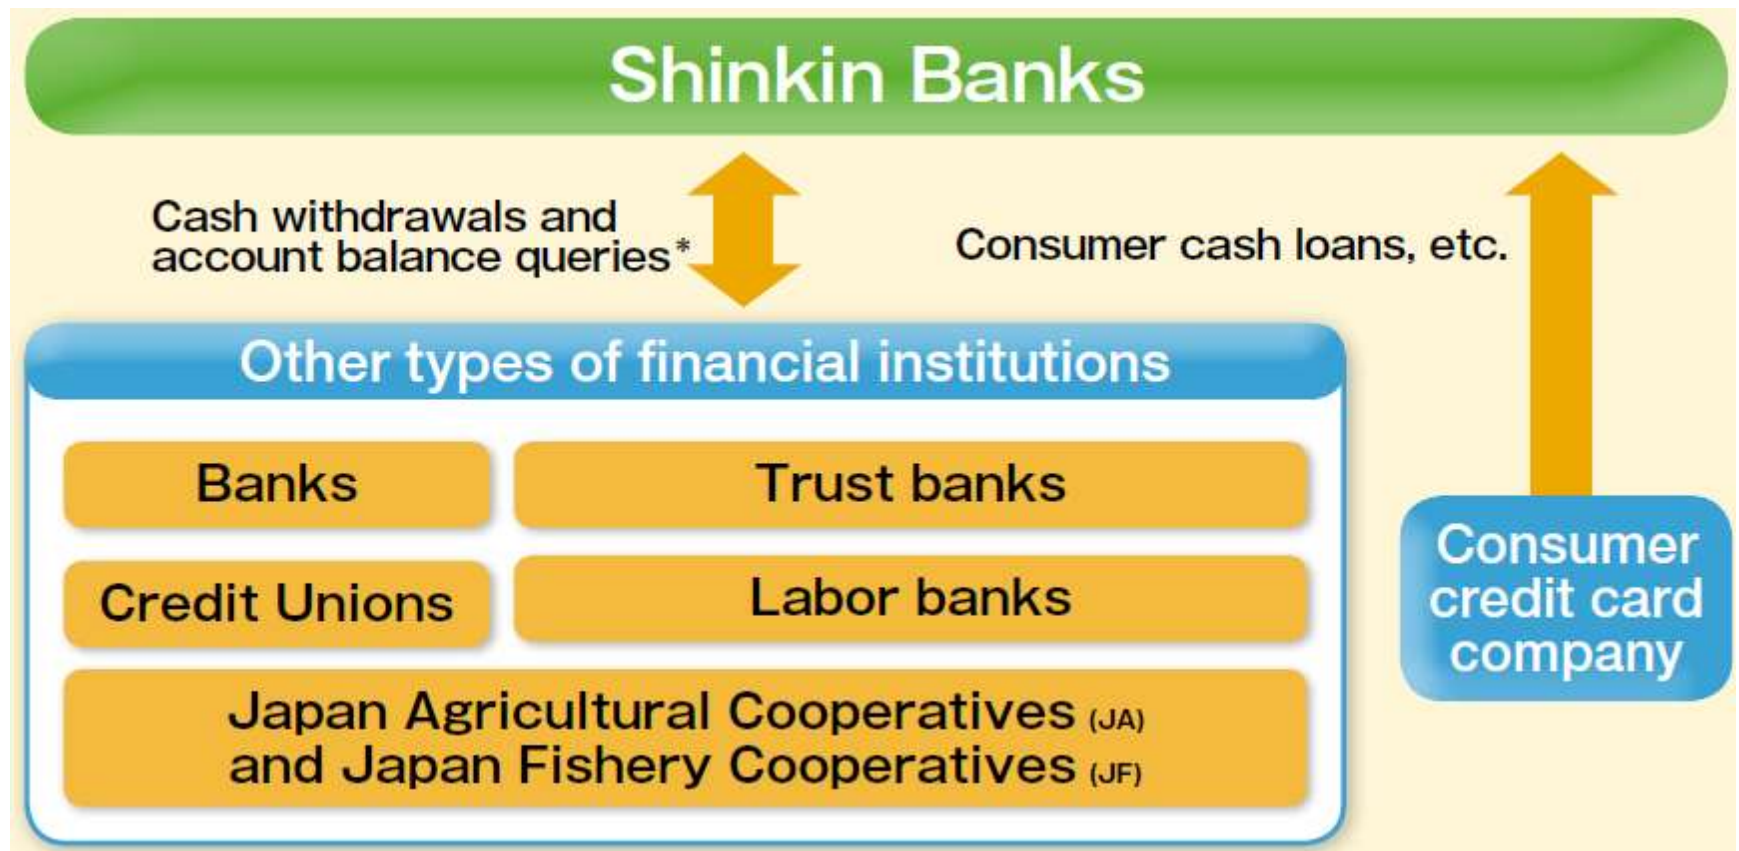 Shinkin Banks
Cash withdrawals and
account balance queries*
Consumer cash loans, etc.
Other types of financial institutions
Banks
Trust banks
Credit Unions
Labor banks
Japan Agricultural Cooperatives (JA)
and Japan Fishery Cooperatives (JF)
Consumer
credit card
company